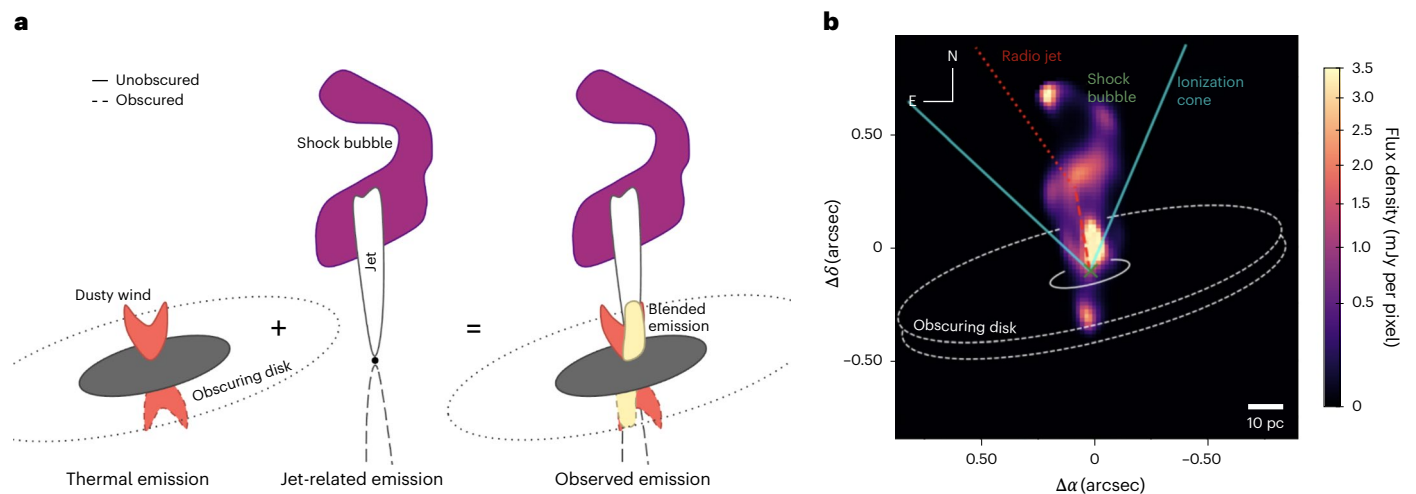 a
Unobscured
Obscured
Shock bubble
Jet
Dusty wind
Obscuring disk
+
=
Blended
emission
Thermal emission
Jet-related emission
Observed emission
b
Radio jet
N
E
Shock
bubble
Ionization
cone
Obscuring disk
10 pc
0.50
0
−0.50
Δδ (arcsec)
0.50
0
−0.50
Δα (arcsec)
3.5
3.0
2.5
2.0
1.5
1.0
0.5
0
Flux density (mJy per pixel)